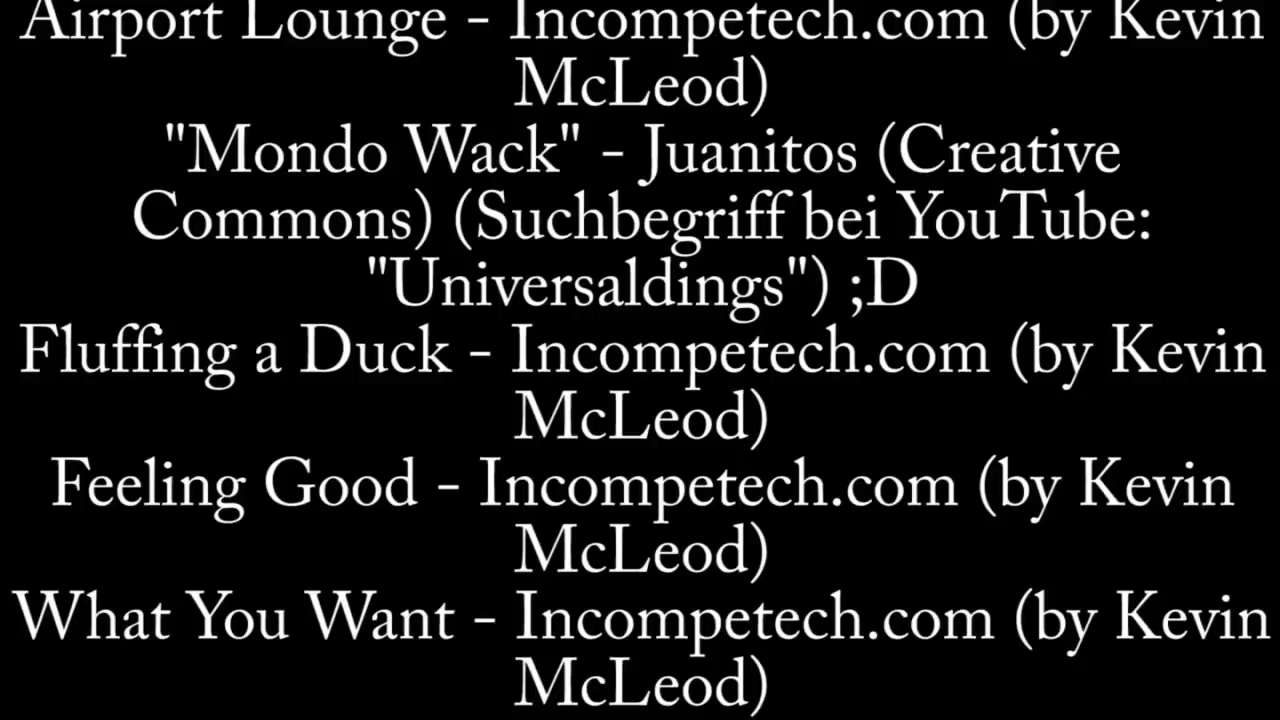 Airport Lounge - Incompetech.com (by Kevin
McLeod)
"Mondo Wack" - Juanitos (Creative
Commons) (Suchbegriff bei YouTube:
"Universaldings") ;D
Fluffing a Duck - Incompetech.com (by Kevin
McLeod)
Feeling Good - Incompetech.com (by Kevin
McLeod)
What You Want - Incompetech.com (by Kevin
McLeod)